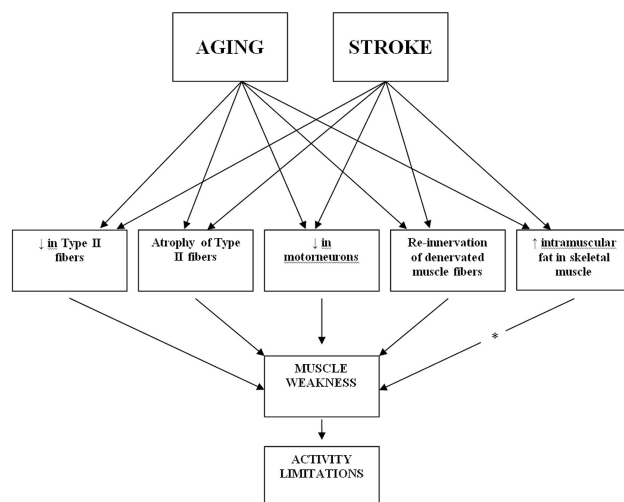 AGING
STROKE
↓ in Type II
fibers
Atrophy of Type
II fibers
↓ in
motorneurons
Re-innervation
of denervated
muscle fibers
↑ intramuscular
fat in skeletal
muscle
*
MUSCLE
WEAKNESS
ACTIVITY
LIMITATIONS